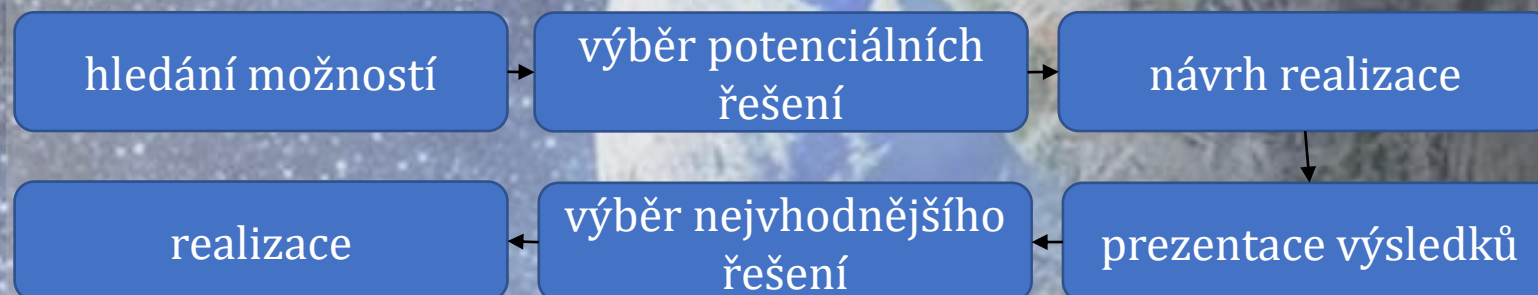 hledání možností
výběr potenciálních
řešení
návrh realizace
prezentace výsledků
výběr nejvhodnějšího
řešení
realizace